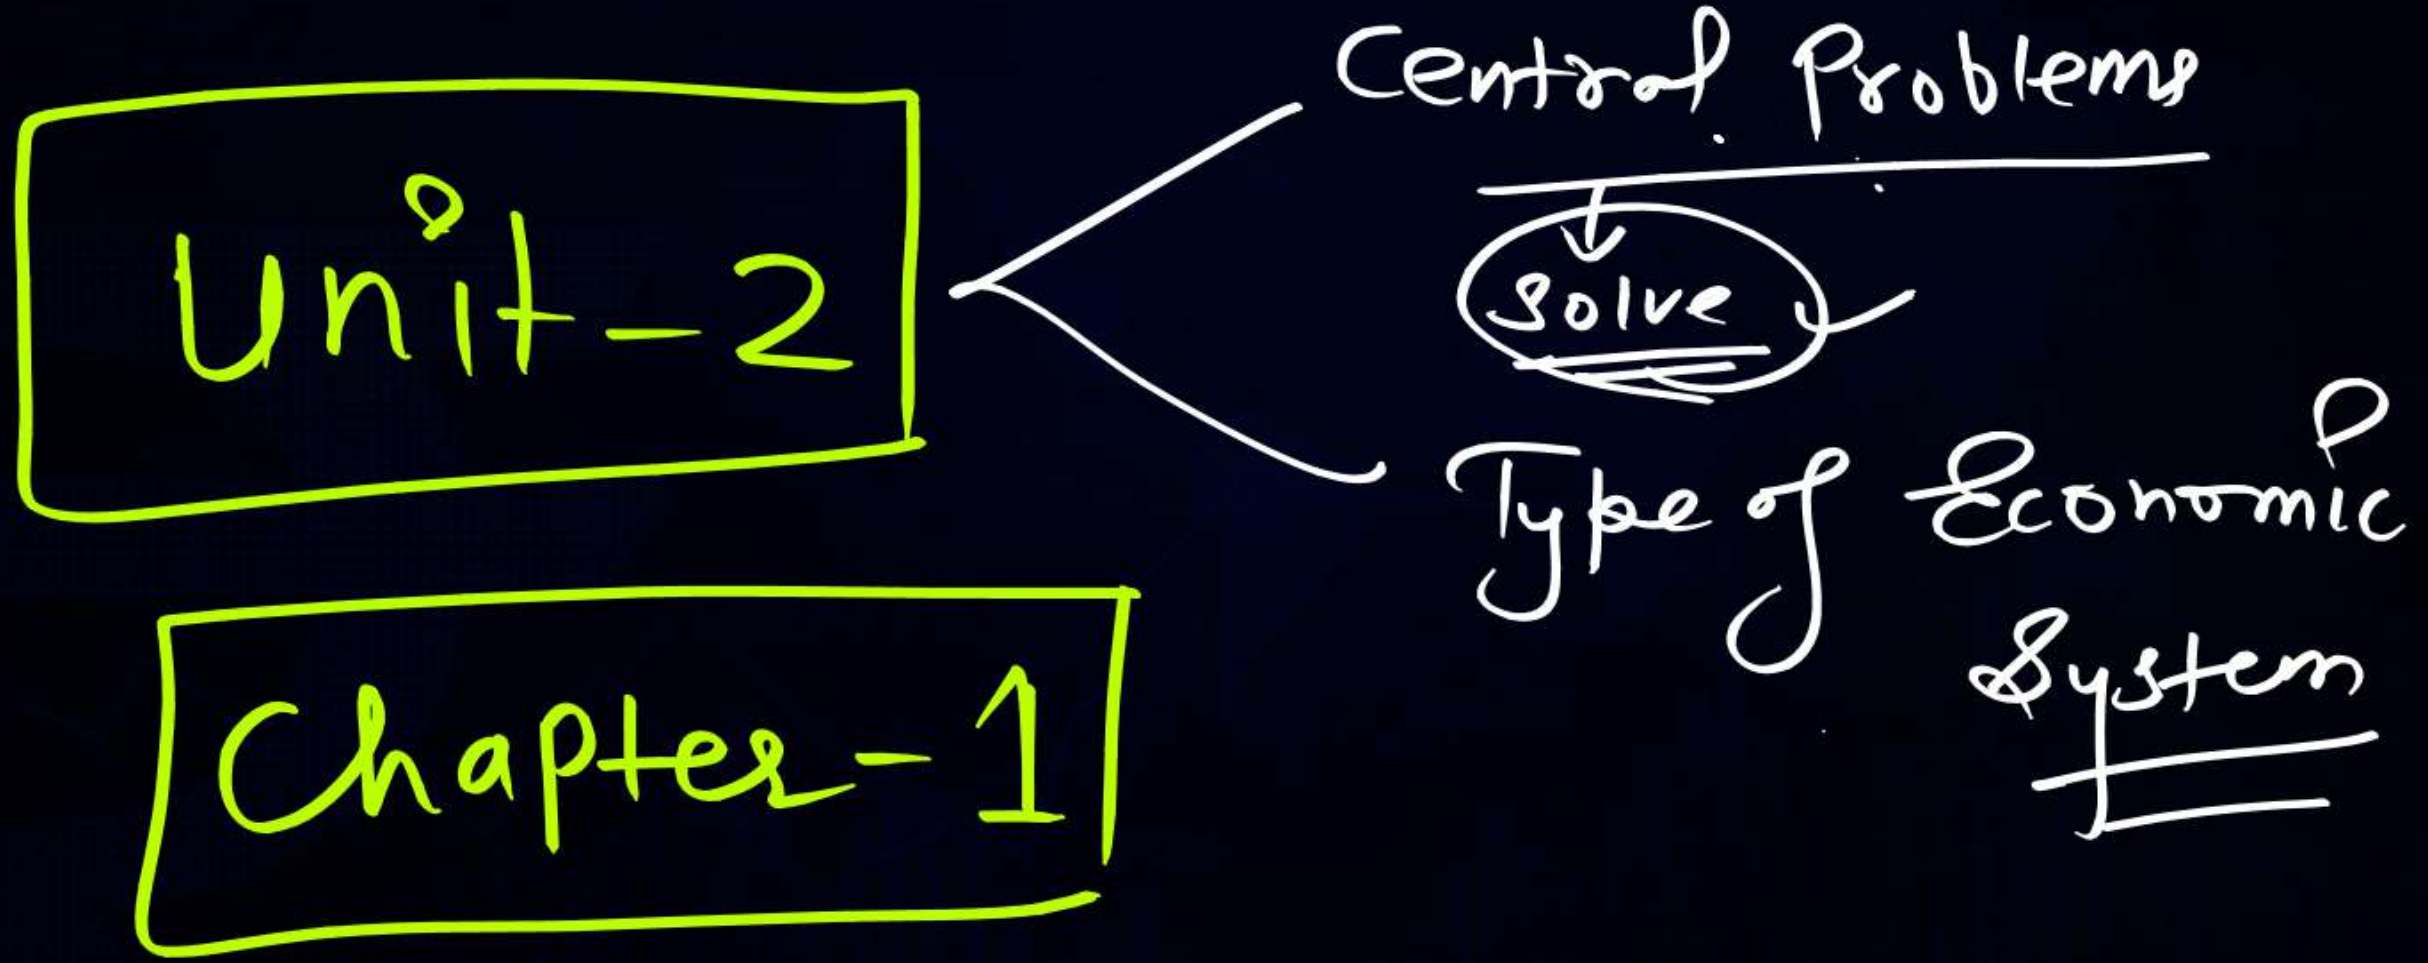 Unit-2
Central Problems
Solve
Type of Economic
System
Chapter-1